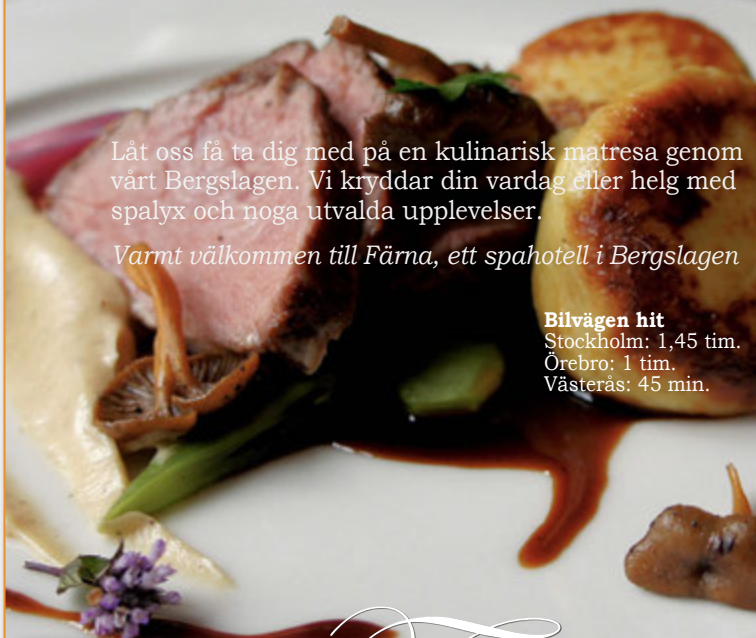 Låt oss få ta dig med på en kulinarisk matresa genom
vårt Bergslagen. Vi kryddar din vardag eller helg med
spalyx och noga utvalda upplevelser.
Varmt välkommen till Färna, ett spahotell i Bergslagen
Bilvägen hit
Stockholm: 1,45 tim.
Örebro: 1 tim.
Västerås: 45 min.